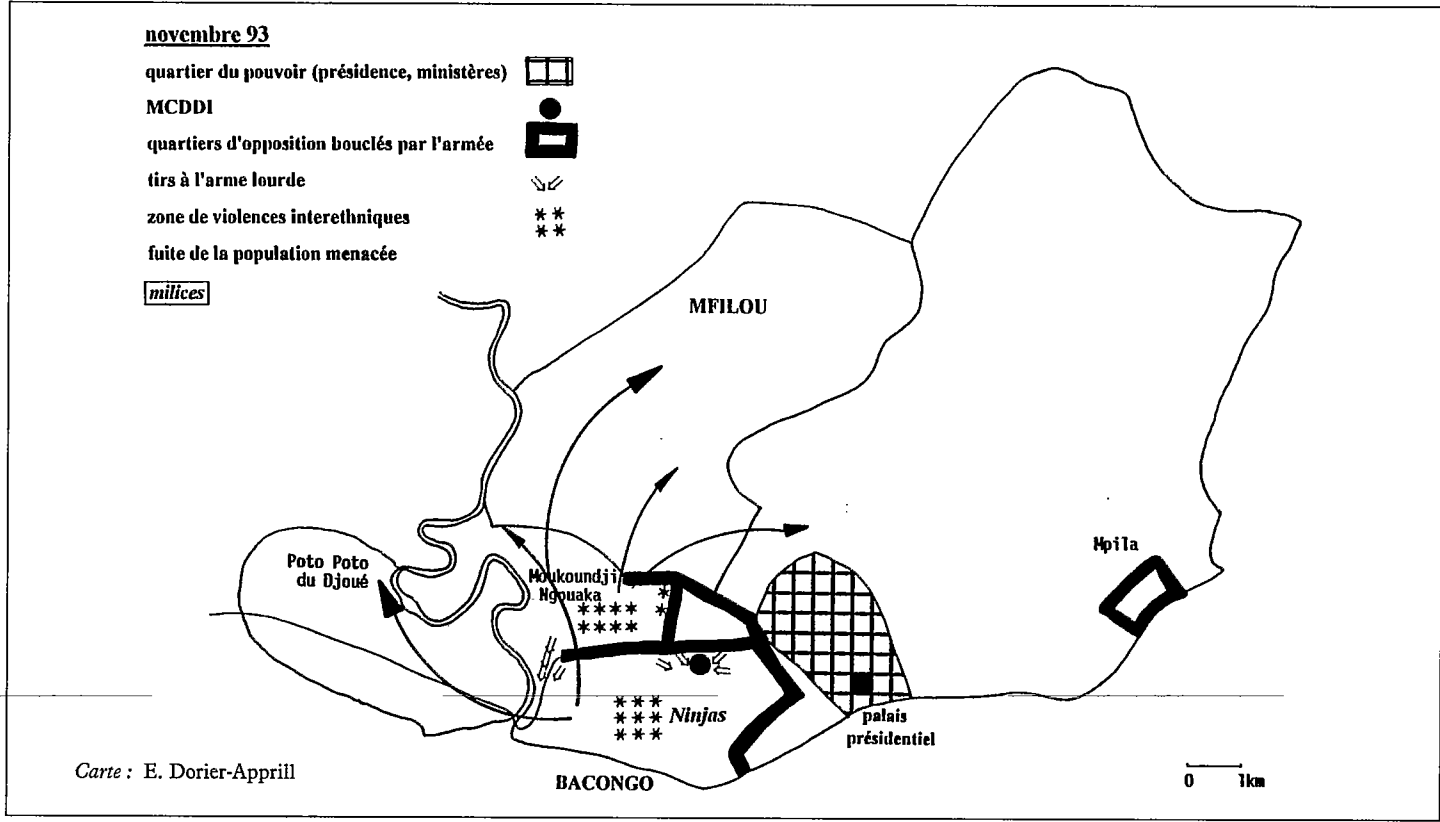 novembre 93
quartier du pouvoir (présidence, ministères)
MCDDI
quartiers d'opposition bouclés par l'armée
tirs à l'arme lourde
zone de violences interethniques
fuite de la population menacée
milices
MFILOU
Mpila
Poto Poto
du Djoué
Moukoundji
Ngouaka
Ninjas
palais
présidentiel
BACONGO
Carte : E. Dorier-Apprill
0 1km